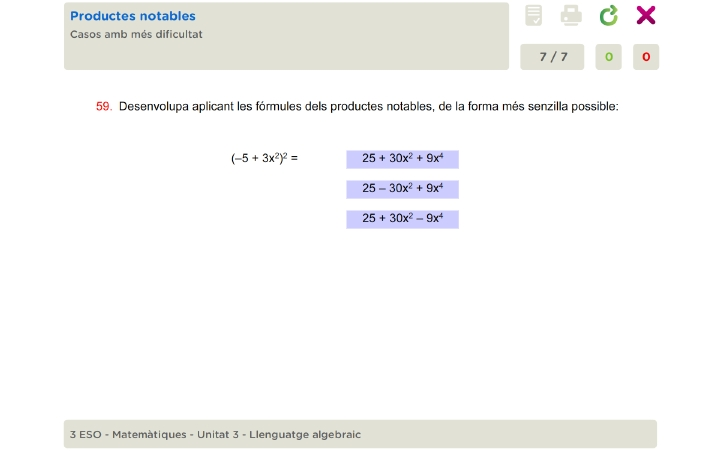 Productes notables
Casos amb més dificultat
7 / 7
0
0
59. Desenvolupa aplicant les fórmules dels productes notables, de la forma més senzilla possible:
(–5 + 3x²)² =
25 + 30x² + 9x⁴
25 – 30x² + 9x⁴
25 + 30x² – 9x⁴
3 ESO - Matemàtiques - Unitat 3 - Llenguatge algebraic